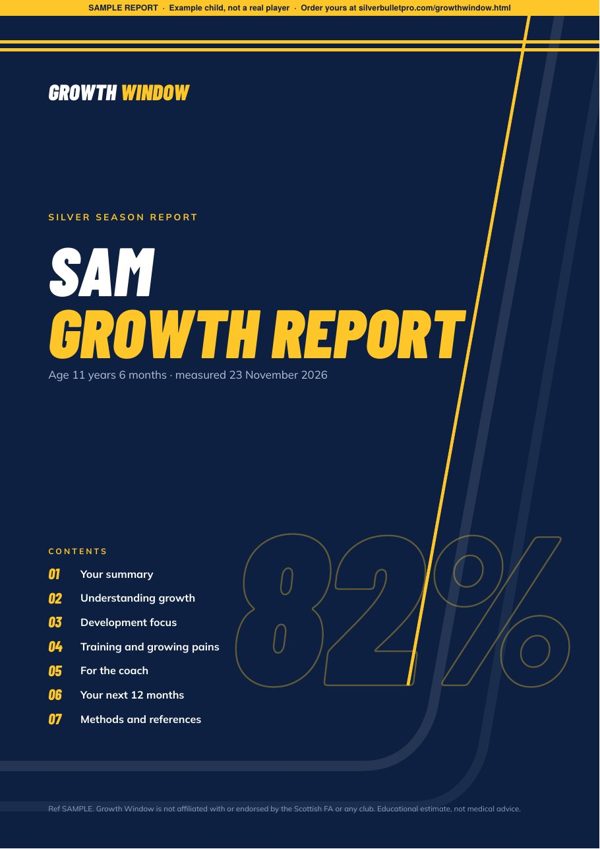 SAMPLE REPORT · Example child, not a real player · Order yours at silverbulletpro.com/growthwindow.html
GROWTH WINDOW
SILVER SEASON REPORT
SAM
GROWTH REPORT
Age 11 years 6 months · measured 23 November 2026
82%
CONTENTS
01 Your summary
02 Understanding growth
03 Development focus
04 Training and growing pains
05 For the coach
06 Your next 12 months
07 Methods and references
Ref SAMPLE. Growth Window is not affiliated with or endorsed by the Scottish FA or any club. Educational estimate, not medical advice.